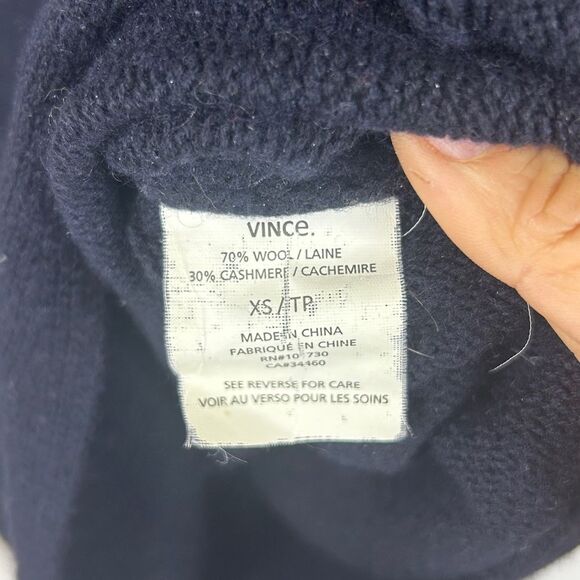 VINCe.
70% WOOL / LAINE
30% CASHMERE / CACHEMIRE
XS / TP
MADE IN CHINA
FABRIQUÉ EN CHINE
CA#34460
SEE REVERSE FOR CARE
VOIR AU VERSO POUR LES SOINS